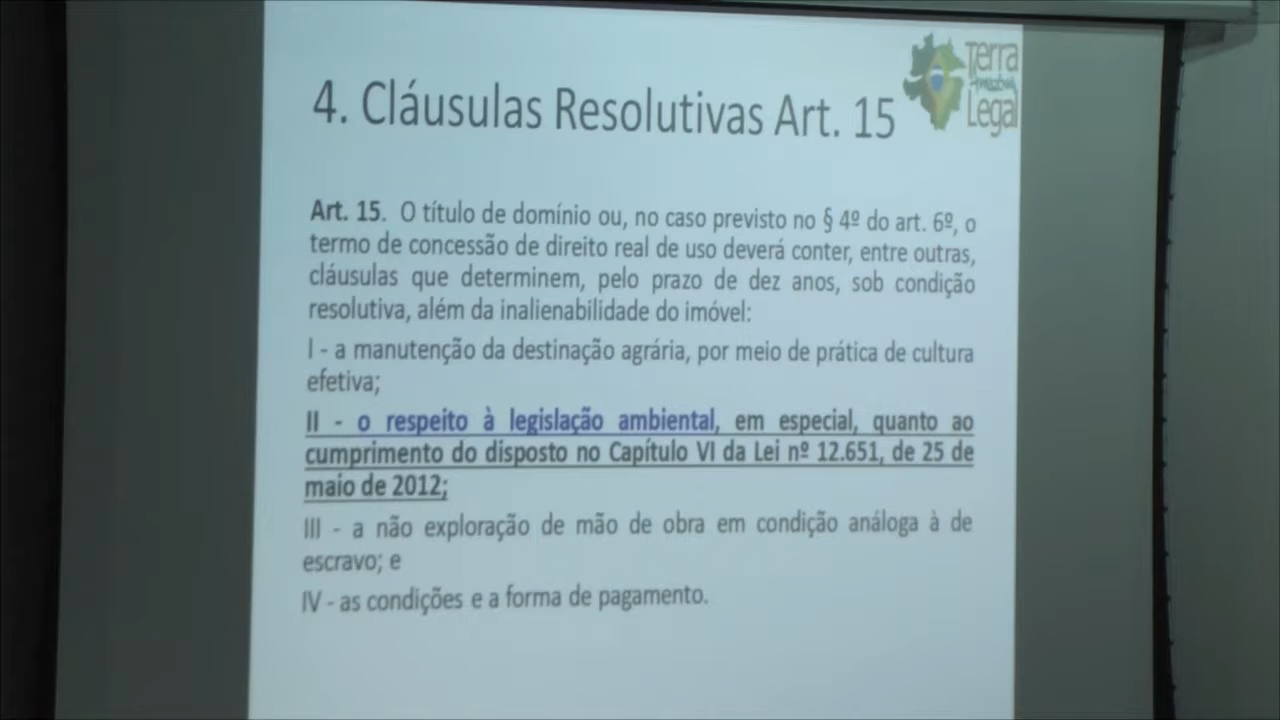 4. Cláusulas Resolutivas Art. 15
Terra
Legal
Art. 15. O título de domínio ou, no caso previsto no § 4º do art. 6º, o
termo de concessão de direito real de uso deverá conter, entre outras,
cláusulas que determinem, pelo prazo de dez anos, sob condição
resolutiva, além da inalienabilidade do imóvel:
I - a manutenção da destinação agrária, por meio de prática de cultura
efetiva;
II - o respeito à legislação ambiental, em especial, quanto ao
cumprimento do disposto no Capítulo VI da Lei nº 12.651, de 25 de
maio de 2012;
III - a não exploração de mão de obra em condição análoga à de
escravo; e
IV - as condições e a forma de pagamento.